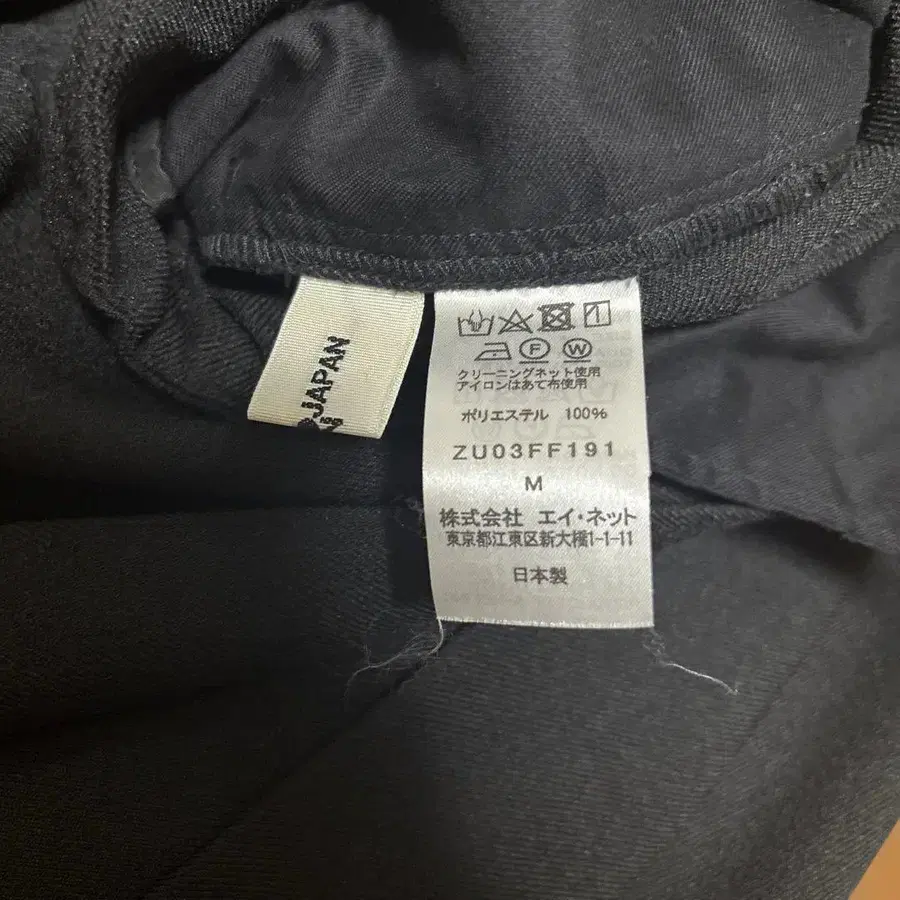 JAPAN
F W
クリーニングネット使用
アイロンはあて布使用
ポリエステル 100%
ZU03FF191
M
株式会社 エイ・ネット
東京都江東区新大橋1-1-11
日本製